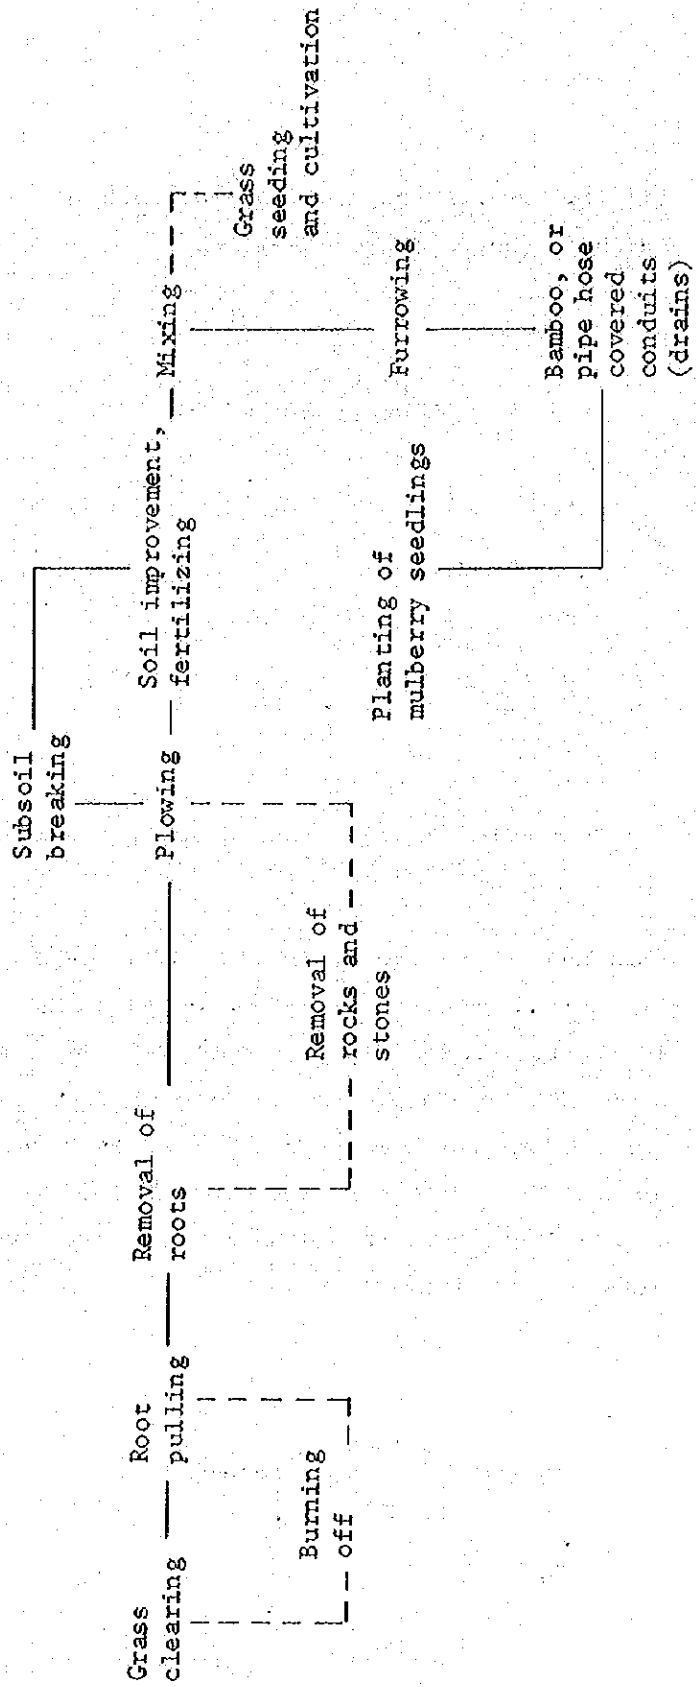 Grass
clearing
Burning
off
Root
pulling
Removal of
roots
Removal of
rocks and
stones
Subsoil
breaking
Plowing
Soil improvement,
fertilizing
Mixing
Grass
seeding
and cultivation
Furrowing
Bamboo, or
pipe hose
covered
conduits
(drains)
Planting of
mulberry seedlings